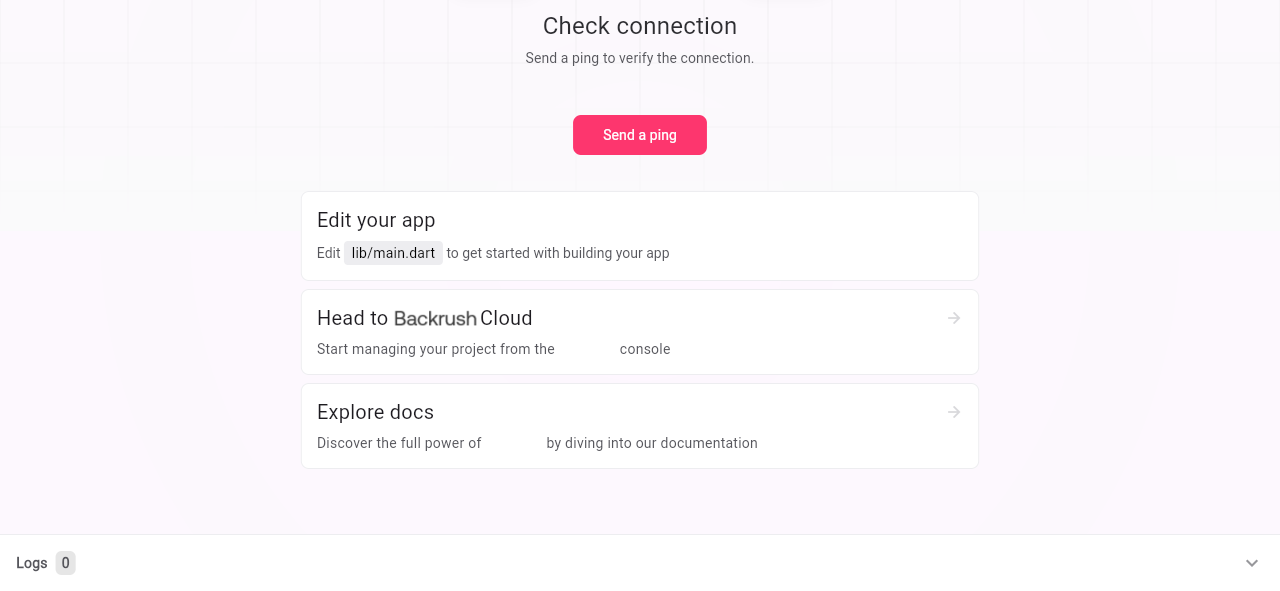 Check connection
Send a ping to verify the connection.
Send a ping
Edit your app
Edit lib/main.dart to get started with building your app
Head to Backrush Cloud
Start managing your project from the console
Explore docs
Discover the full power of by diving into our documentation
Logs 0